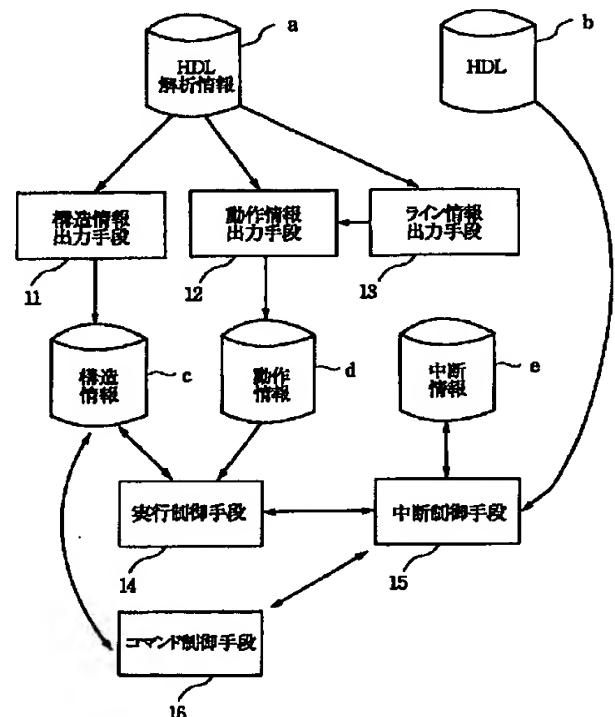 a
b
HDL
解析情報
HDL
構造情報
出力手段
動作情報
出力手段
ライン情報
出力手段
11
12
13
構造
情報
c
動作
情報
d
中断
情報
e
実行制御手段
中断制御手段
14
15
コマンド制御手段
16